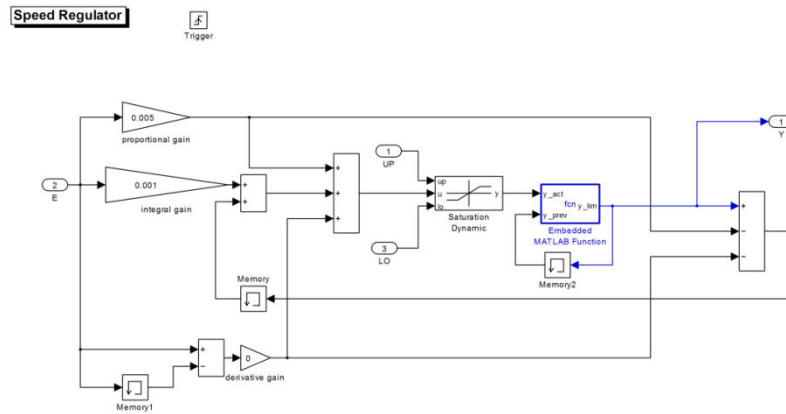 Speed Regulator
Trigger
0.005
proportional gain
1
Y
1
UP
2
E
0.001
integral gain
+
+
+
+
+
up
u
lo
y
Saturation
Dynamic
y_act
y_prev
fcn
y_lim
Embedded
MATLAB Function
+
−
−
3
LO
Memory
Memory2
+
−
0
derivative gain
Memory1